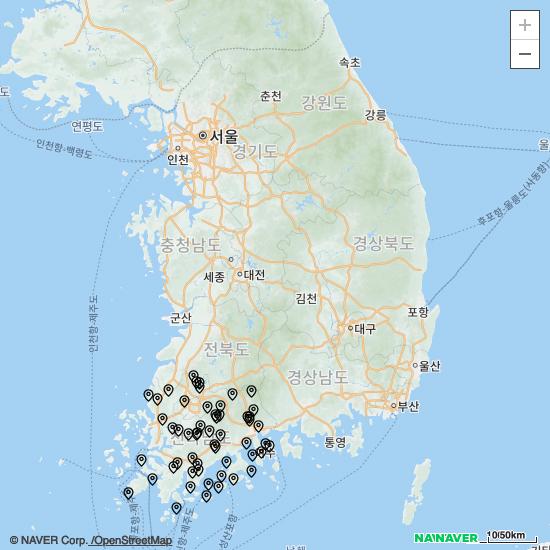 +
−
속초
춘천
강원도
강릉
도
연평도
서울
인천
경기도
울
인천항-백령도
후포항-울릉도(사동항)
충청남도
경상북도
세종
대전
김천
인천항-제주도
군산
포항
대구
전북도
울산
경상남도
부산
통영
© NAVER Corp. /OpenStreetMap
NAVER
10/50km